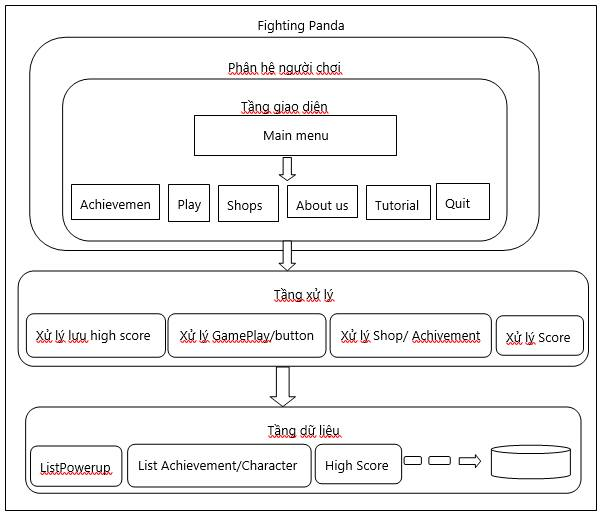 Fighting Panda
Phân hệ người chơi
Tầng giao diện
Main menu
Achievemen
Play
Shops
About us
Tutorial
Quit
Tầng xử lý
Xử lý lưu high score
Xử lý GamePlay/button
Xử lý Shop/ Achivement
Xử lý Score
Tầng dữ liệu
ListPowerup
List Achievement/Character
High Score